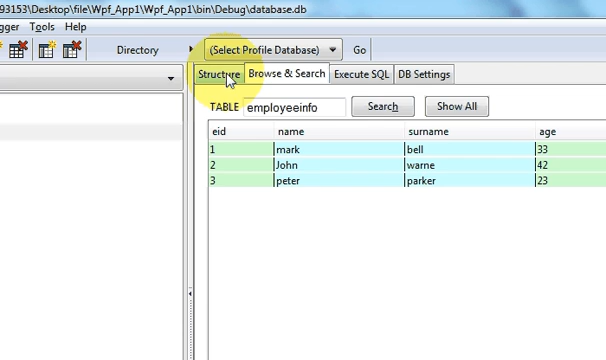 93153\Desktop\file\Wpf_App1\Wpf_App1\bin\Debug\database.db
gger Tools Help
Directory (Select Profile Database) Go
Structure Browse & Search Execute SQL DB Settings
TABLE employeeinfo Search Show All
eid name surname age
1 mark bell 33
2 John warne 42
3 peter parker 23